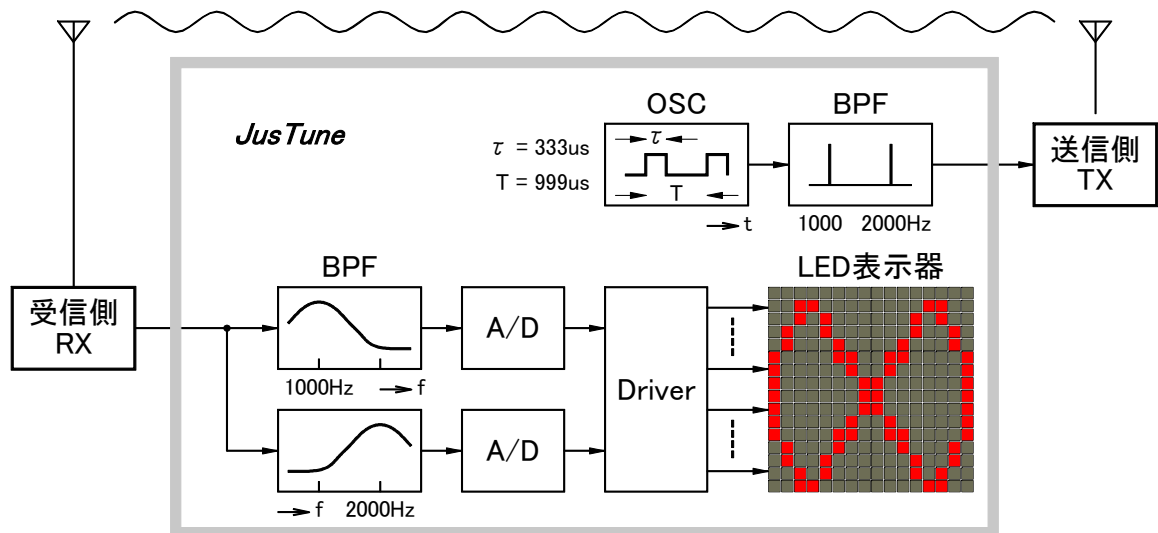 JusTune
OSC
BPF
τ = 333us
T = 999us
τ
T
t
1000 2000Hz
送信側
TX
BPF
LED表示器
受信側
RX
A/D
1000Hz
f
Driver
A/D
f 2000Hz